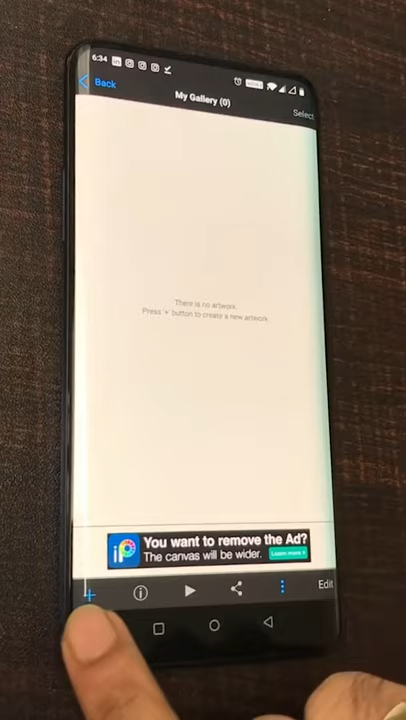 6:34
Back
My Gallery (0)
Select
There is no artwork.
Press '+' button to create a new artwork.
You want to remove the Ad?
The canvas will be wider.
Learn more >
Edit